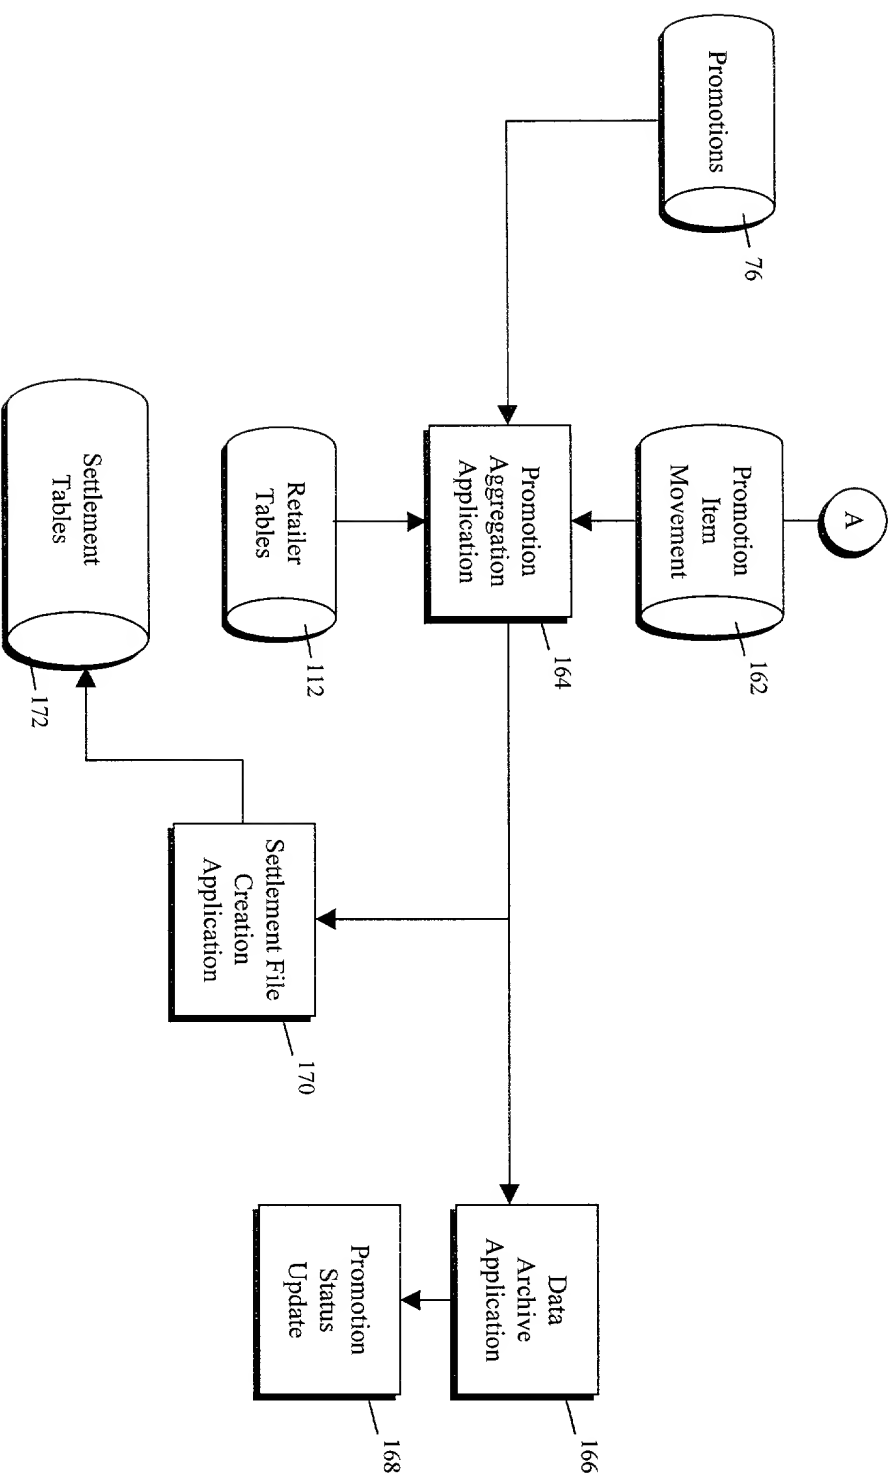 A
Promotions
76
Promotion
Item
Movement
162
Promotion
Aggregation
Application
164
Data
Archive
Application
166
Retailer
Tables
112
Settlement File
Creation
Application
170
Promotion
Status
Update
168
Settlement
Tables
172